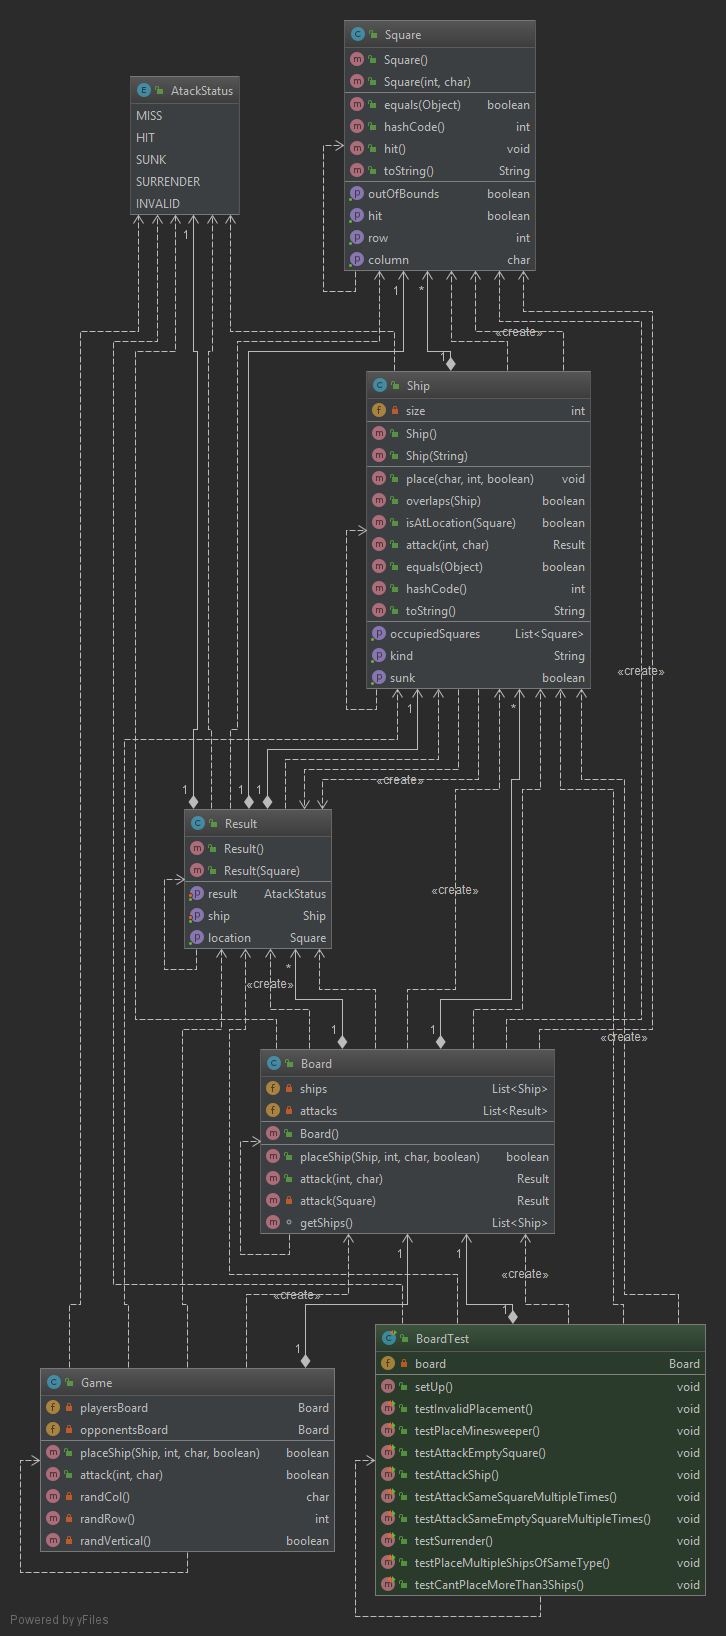 Square
Square()
Square(int, char)
equals(Object) boolean
hashCode() int
hit() void
toString() String
outOfBounds boolean
hit boolean
row int
column char
AtackStatus
MISS
HIT
SUNK
SURRENDER
INVALID
1
1
*
«create»
1
Ship
size int
Ship()
Ship(String)
place(char, int, boolean) void
overlaps(Ship) boolean
isAtLocation(Square) boolean
attack(int, char) Result
equals(Object) boolean
hashCode() int
toString() String
occupiedSquares List<Square>
kind String
sunk boolean
«create»
1
*
«create»
1
1
1
Result
Result()
Result(Square)
result AtackStatus
ship Ship
location Square
«create»
*
«create»
«create»
1
1
Board
ships List<Ship>
attacks List<Result>
Board()
placeShip(Ship, int, char, boolean) boolean
attack(int, char) Result
attack(Square) Result
getShips() List<Ship>
1
1
«create»
«create»
1
1
Game
playersBoard Board
opponentsBoard Board
placeShip(Ship, int, char, boolean) boolean
attack(int, char) boolean
randCol() char
randRow() int
randVertical() boolean
BoardTest
board Board
setUp() void
testInvalidPlacement() void
testPlaceMinesweeper() void
testAttackEmptySquare() void
testAttackShip() void
testAttackSameSquareMultipleTimes() void
testAttackSameEmptySquareMultipleTimes() void
testSurrender() void
testPlaceMultipleShipsOfSameType() void
testCantPlaceMoreThan3Ships() void
Powered by yFiles